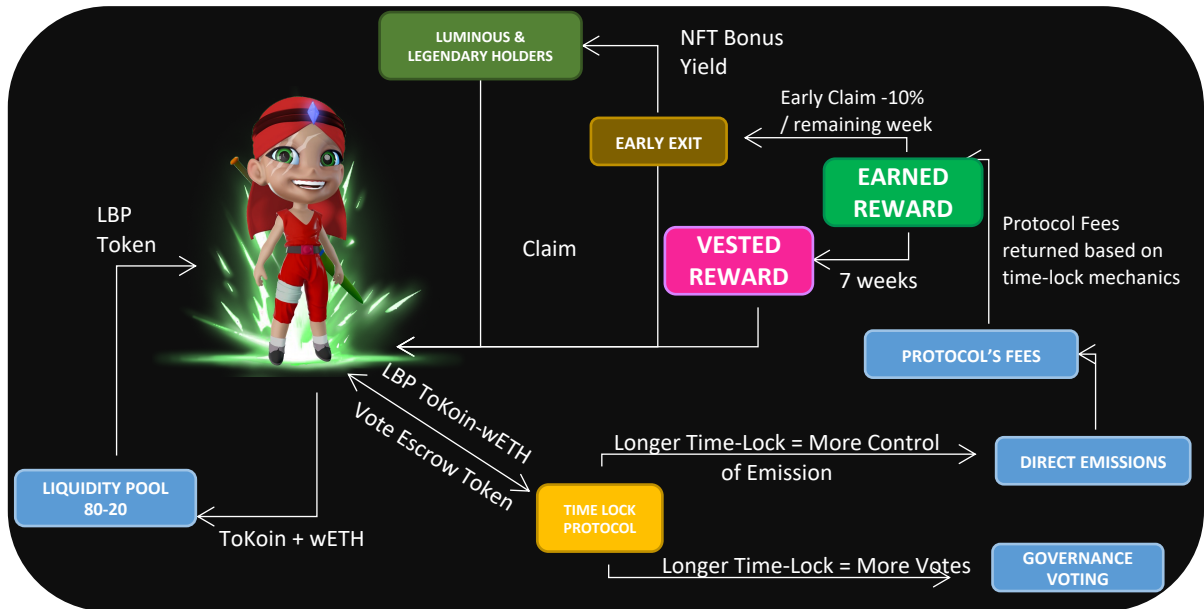 LUMINOUS &
LEGENDARY HOLDERS
NFT Bonus
Yield
Early Claim -10%
/ remaining week
EARLY EXIT
EARNED
REWARD
LBP
Token
Claim
VESTED
REWARD
7 weeks
Protocol Fees
returned based on
time-lock mechanics
PROTOCOL'S FEES
LBP ToKoin-wETH
Vote Escrow Token
Longer Time-Lock = More Control
of Emission
DIRECT EMISSIONS
LIQUIDITY POOL
80-20
ToKoin + wETH
TIME LOCK
PROTOCOL
Longer Time-Lock = More Votes
GOVERNANCE
VOTING